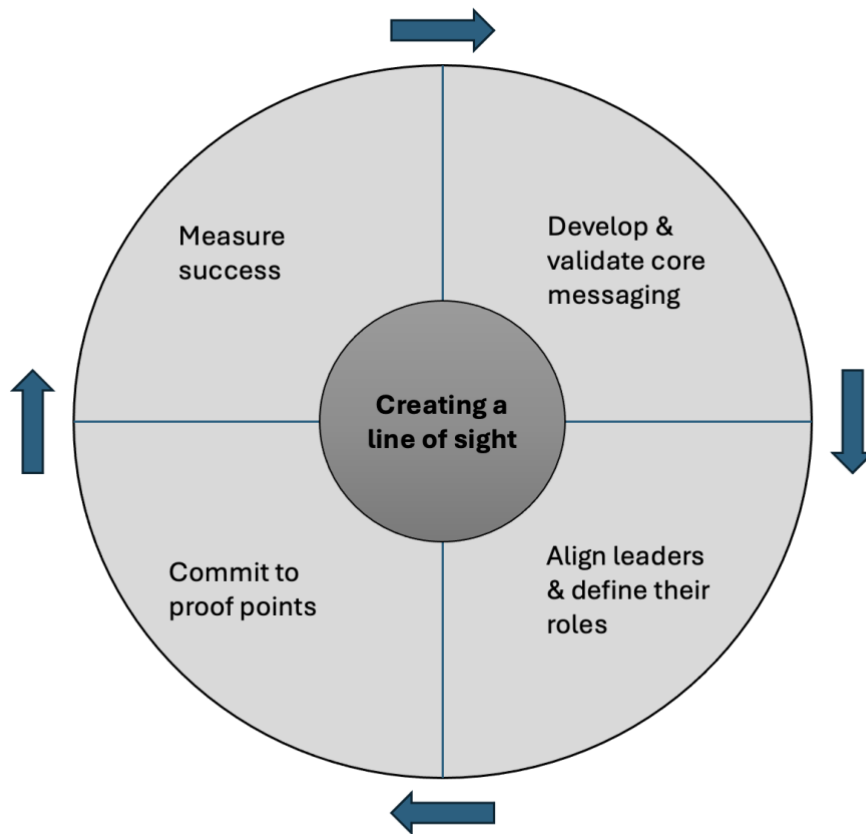 Measure
success
Develop &
validate core
messaging
Creating a
line of sight
Commit to
proof points
Align leaders
& define their
roles